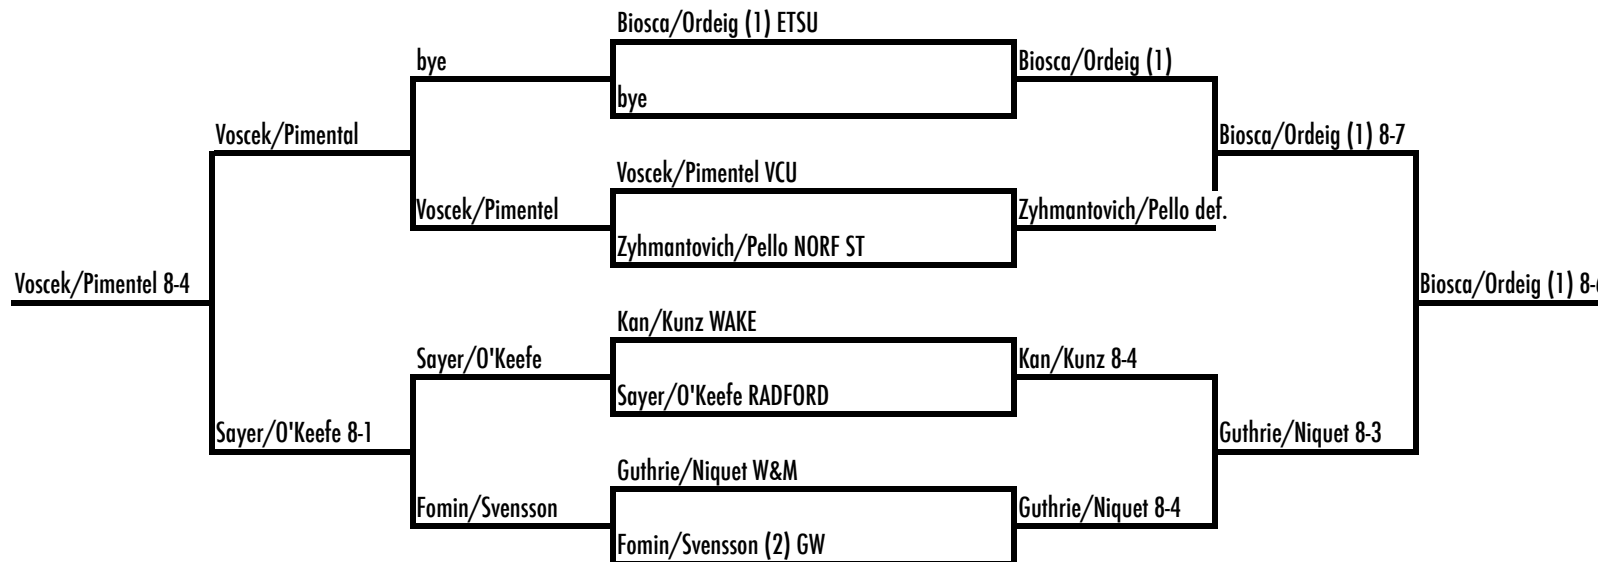 Biosca/Ordeig (1) ETSU
bye
Biosca/Ordeig (1)
bye
Voscek/Pimental
Biosca/Ordeig (1) 8-7
Voscek/Pimentel VCU
Voscek/Pimentel
Zyhmantovich/Pello def.
Zyhmantovich/Pello NORF ST
Voscek/Pimentel 8-4
Biosca/Ordeig (1) 8-
Kan/Kunz WAKE
Sayer/O'Keefe
Kan/Kunz 8-4
Sayer/O'Keefe RADFORD
Sayer/O'Keefe 8-1
Guthrie/Niquet 8-3
Guthrie/Niquet W&M
Fomin/Svensson
Guthrie/Niquet 8-4
Fomin/Svensson (2) GW